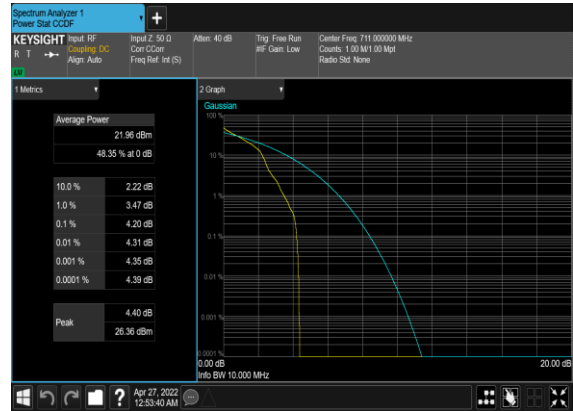 Spectrum Analyzer 1
Power Stat CCDF
+
KEYSIGHT
R T
LXI
Input: RF
Coupling: DC
Align: Auto
Input Z: 50 Ω
Corr CCorr
Freq Ref: Int (S)
Atten: 40 dB
Trig: Free Run
#IF Gain: Low
Center Freq: 711.000000 MHz
Counts: 1.00 M/1.00 Mpt
Radio Std: None
1 Metrics
Average Power
21.96 dBm
48.35 % at 0 dB
10.0 % 2.22 dB
1.0 % 3.47 dB
0.1 % 4.20 dB
0.01 % 4.31 dB
0.001 % 4.35 dB
0.0001 % 4.39 dB
Peak
4.40 dB
26.36 dBm
2 Graph
Gaussian
100 %
10 %
1 %
0.1 %
0.01 %
0.001 %
0.0001 %
0.00 dB 20.00 dB
Info BW 10.000 MHz
?
Apr 27, 2022
12:53:40 AM